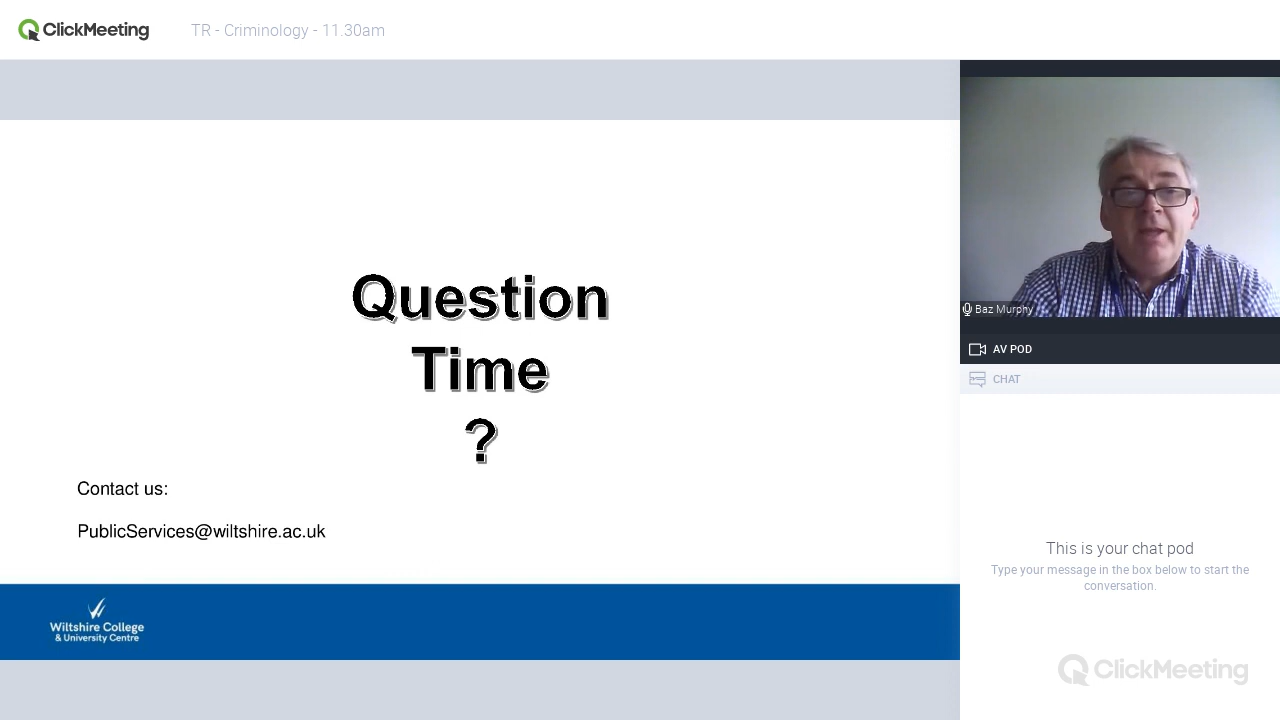 ClickMeeting
TR - Criminology - 11.30am
Question
Time
?
Contact us:
PublicServices@wiltshire.ac.uk
Wiltshire College
& University Centre
Baz Murphy
AV POD
CHAT
This is your chat pod
Type your message in the box below to start the
conversation.
ClickMeeting